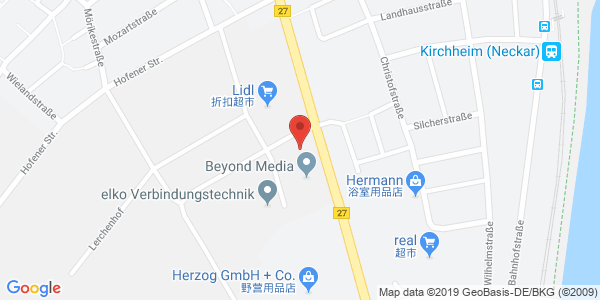 Mörikestraße
Mozartstraße
27
Landhausstraße
Kirchheim (Neckar)
Hofener Str.
Wielandstraße
Lidl
折扣超市
Christofstraße
Silcherstraße
Hofener Str.
Beyond Media
Hermann
浴室用品店
elko Verbindungstechnik
Lerchenhof
27
real
超市
Wilhelmstraße
Bahnhofstraße
Herzog GmbH + Co.
野营用品店
Google
Map data ©2019 GeoBasis-DE/BKG (©2009)